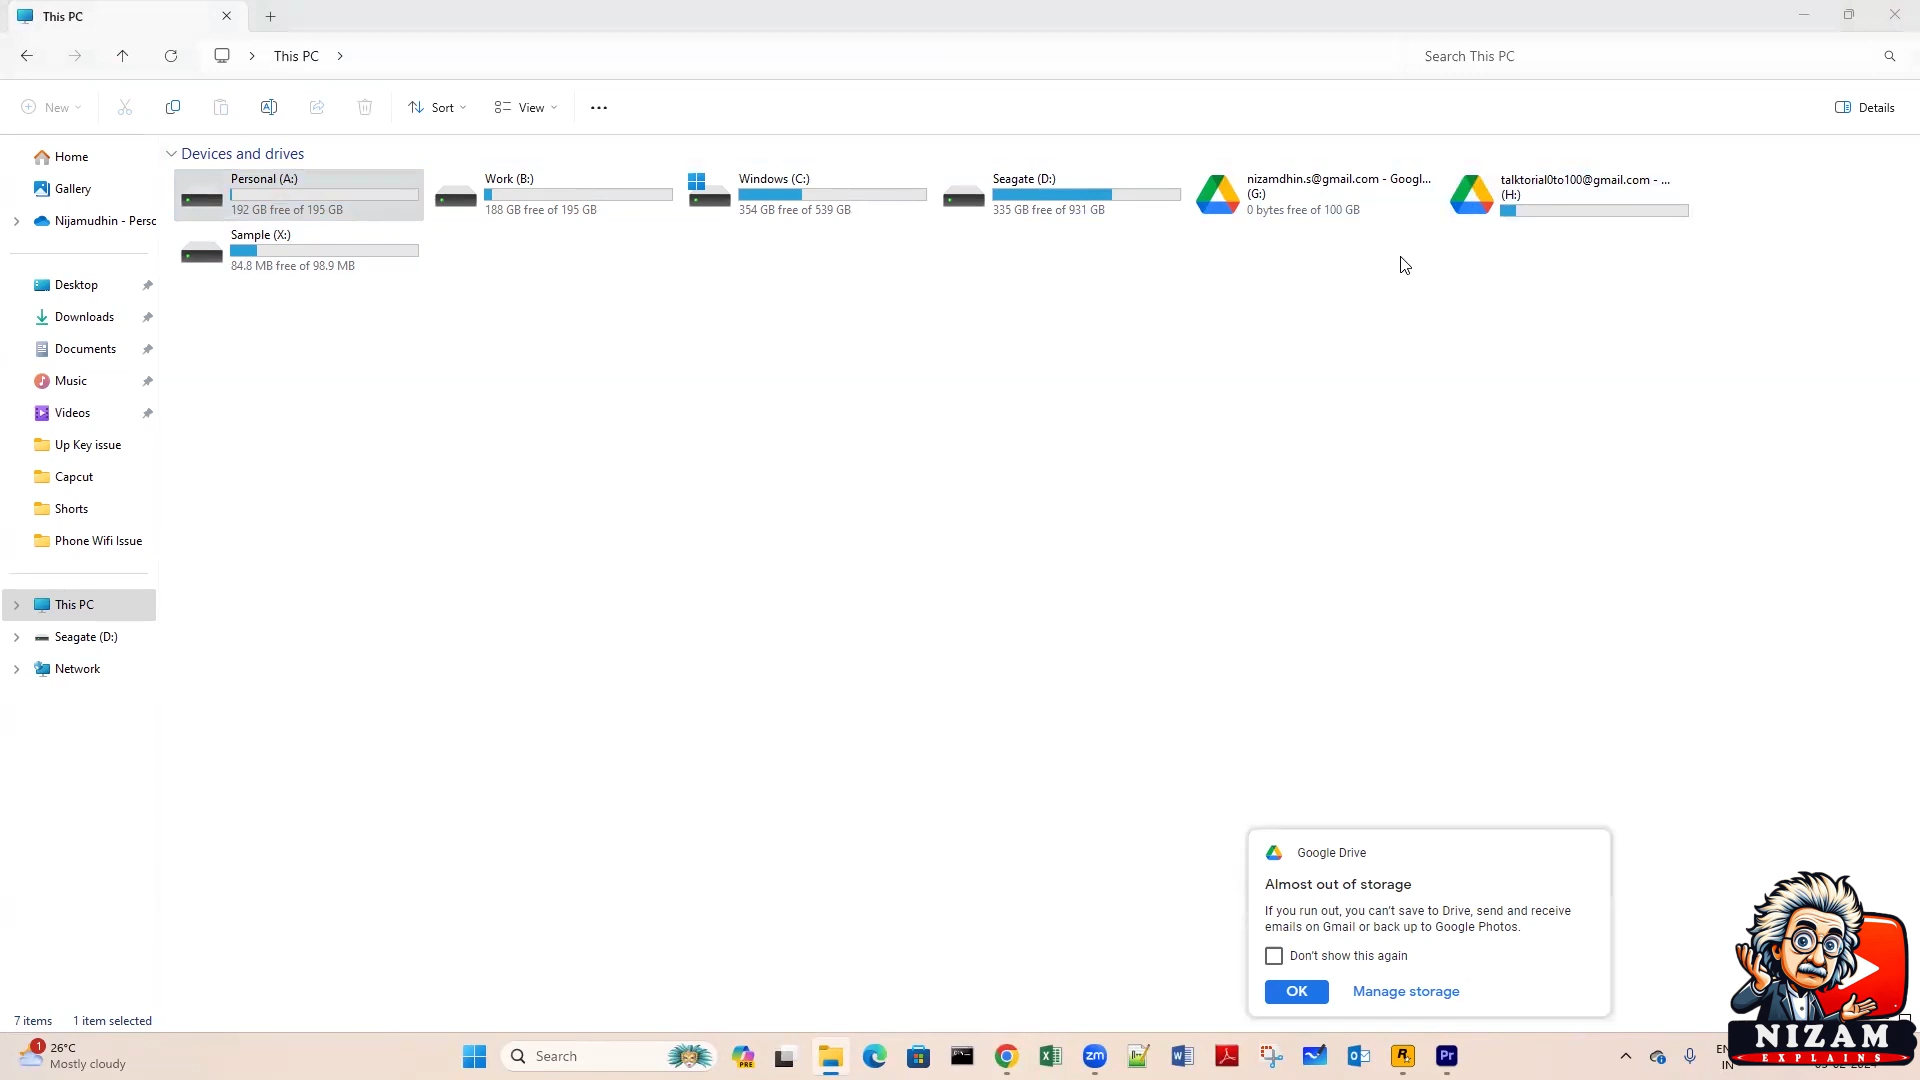 This PC
This PC
Search This PC
New
Sort
View
Details
Home
Gallery
Nijamudhin - Persc
Desktop
Downloads
Documents
Music
Videos
Up Key issue
Capcut
Shorts
Phone Wifi Issue
This PC
Seagate (D:)
Network
Devices and drives
Personal (A:)
192 GB free of 195 GB
Work (B:)
188 GB free of 195 GB
Windows (C:)
354 GB free of 539 GB
Seagate (D:)
335 GB free of 931 GB
nizamdhin.s@gmail.com - Googl...
(G:)
0 bytes free of 100 GB
talktorial0to100@gmail.com - ...
(H:)
Sample (X:)
84.8 MB free of 98.9 MB
Google Drive
Almost out of storage
If you run out, you can't save to Drive, send and receive
emails on Gmail or back up to Google Photos.
Don't show this again
OK
Manage storage
7 items
1 item selected
1
26°C
Mostly cloudy
Search
PRE
zm
Pr
IN
NIZAM
EXPLAINS